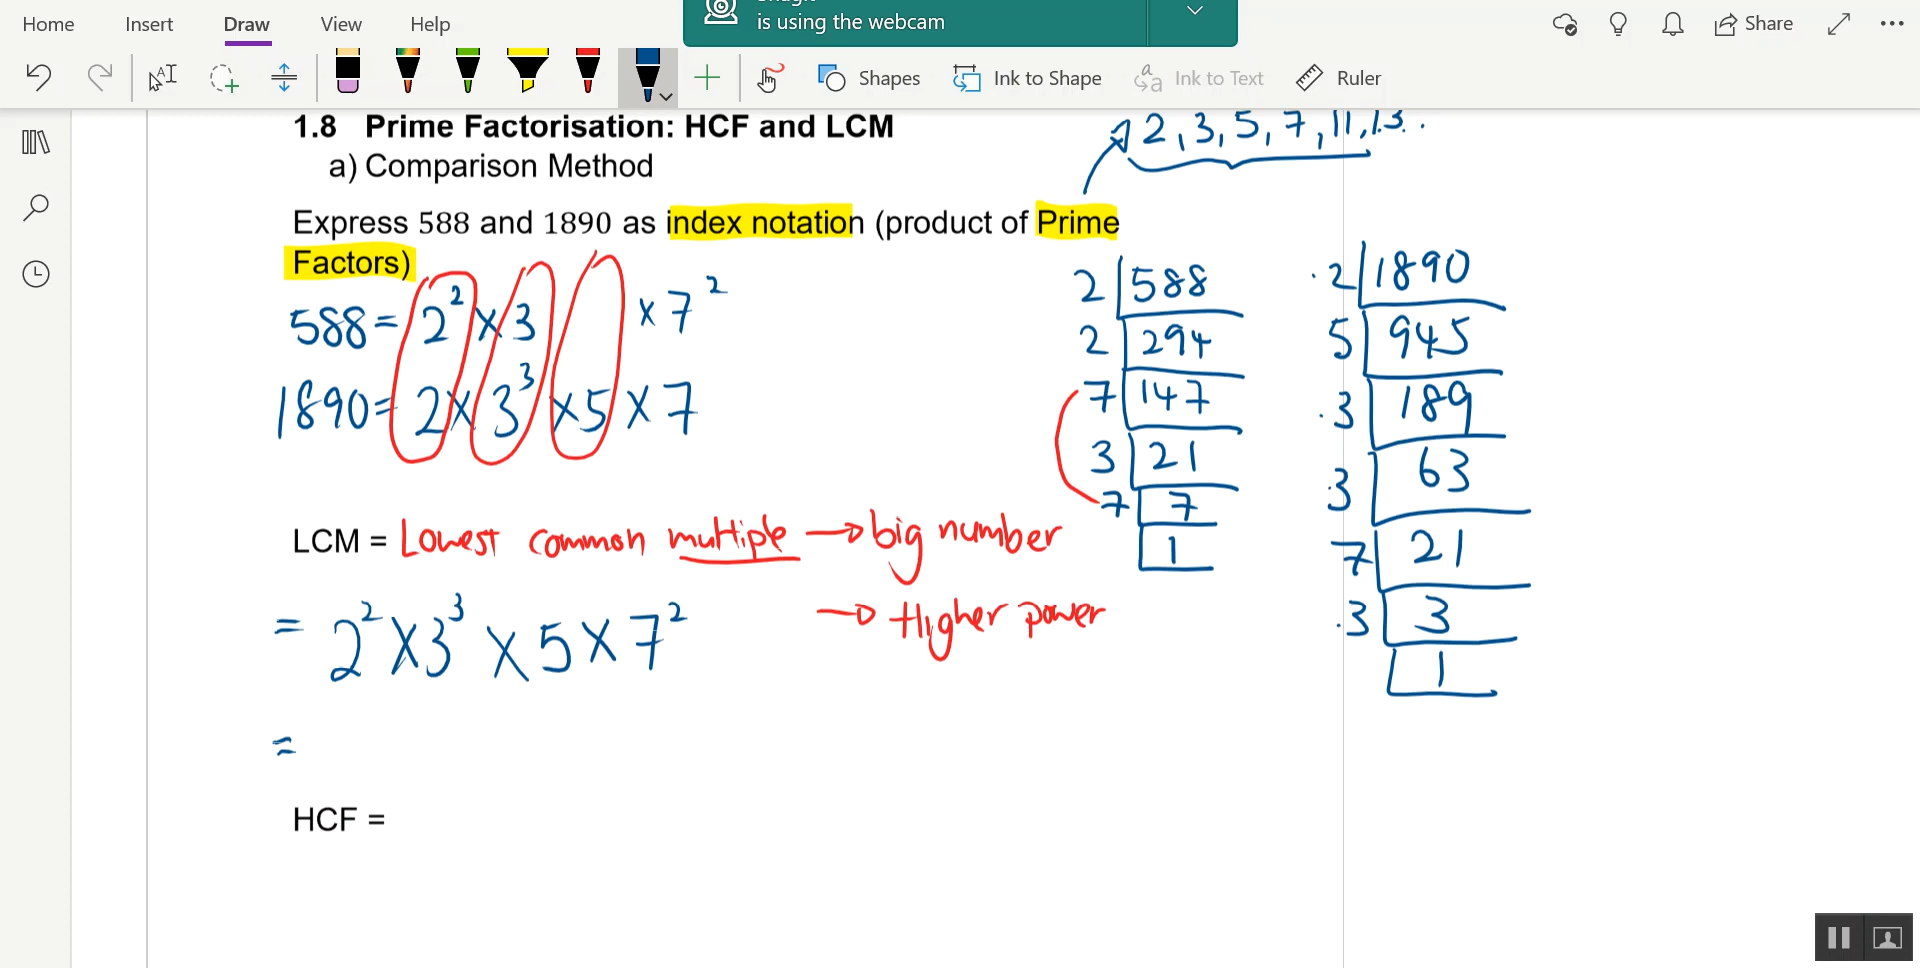 Home Insert Draw View Help
is using the webcam
Share
Shapes Ink to Shape Ink to Text Ruler
1.8 Prime Factorisation: HCF and LCM
2, 3, 5, 7, 11, 13..
a) Comparison Method
Express 588 and 1890 as index notation (product of Prime
Factors)
588 = 2² × 3 × 7²
1890 = 2 × 3³ × 5 × 7
2 588
2 294
7 147
3 21
7 7
1
2 1890
5 945
3 189
3 63
7 21
3 3
1
LCM = Lowest common multiple → big number
→ Higher power
= 2² × 3³ × 5 × 7²
=
HCF =